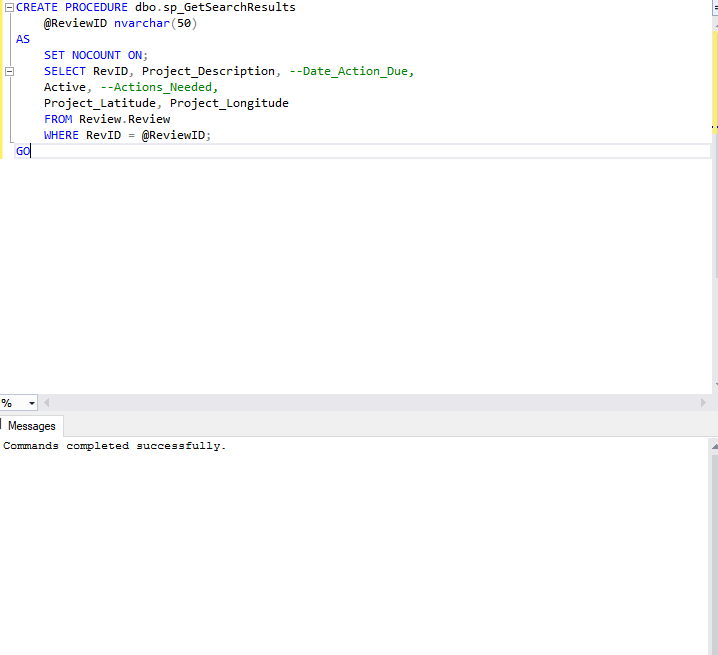 CREATE PROCEDURE dbo.sp_GetSearchResults
@ReviewID nvarchar(50)
AS
SET NOCOUNT ON;
SELECT RevID, Project_Description, --Date_Action_Due,
Active, --Actions_Needed,
Project_Latitude, Project_Longitude
FROM Review.Review
WHERE RevID = @ReviewID;
GO
%
Messages
Commands completed successfully.